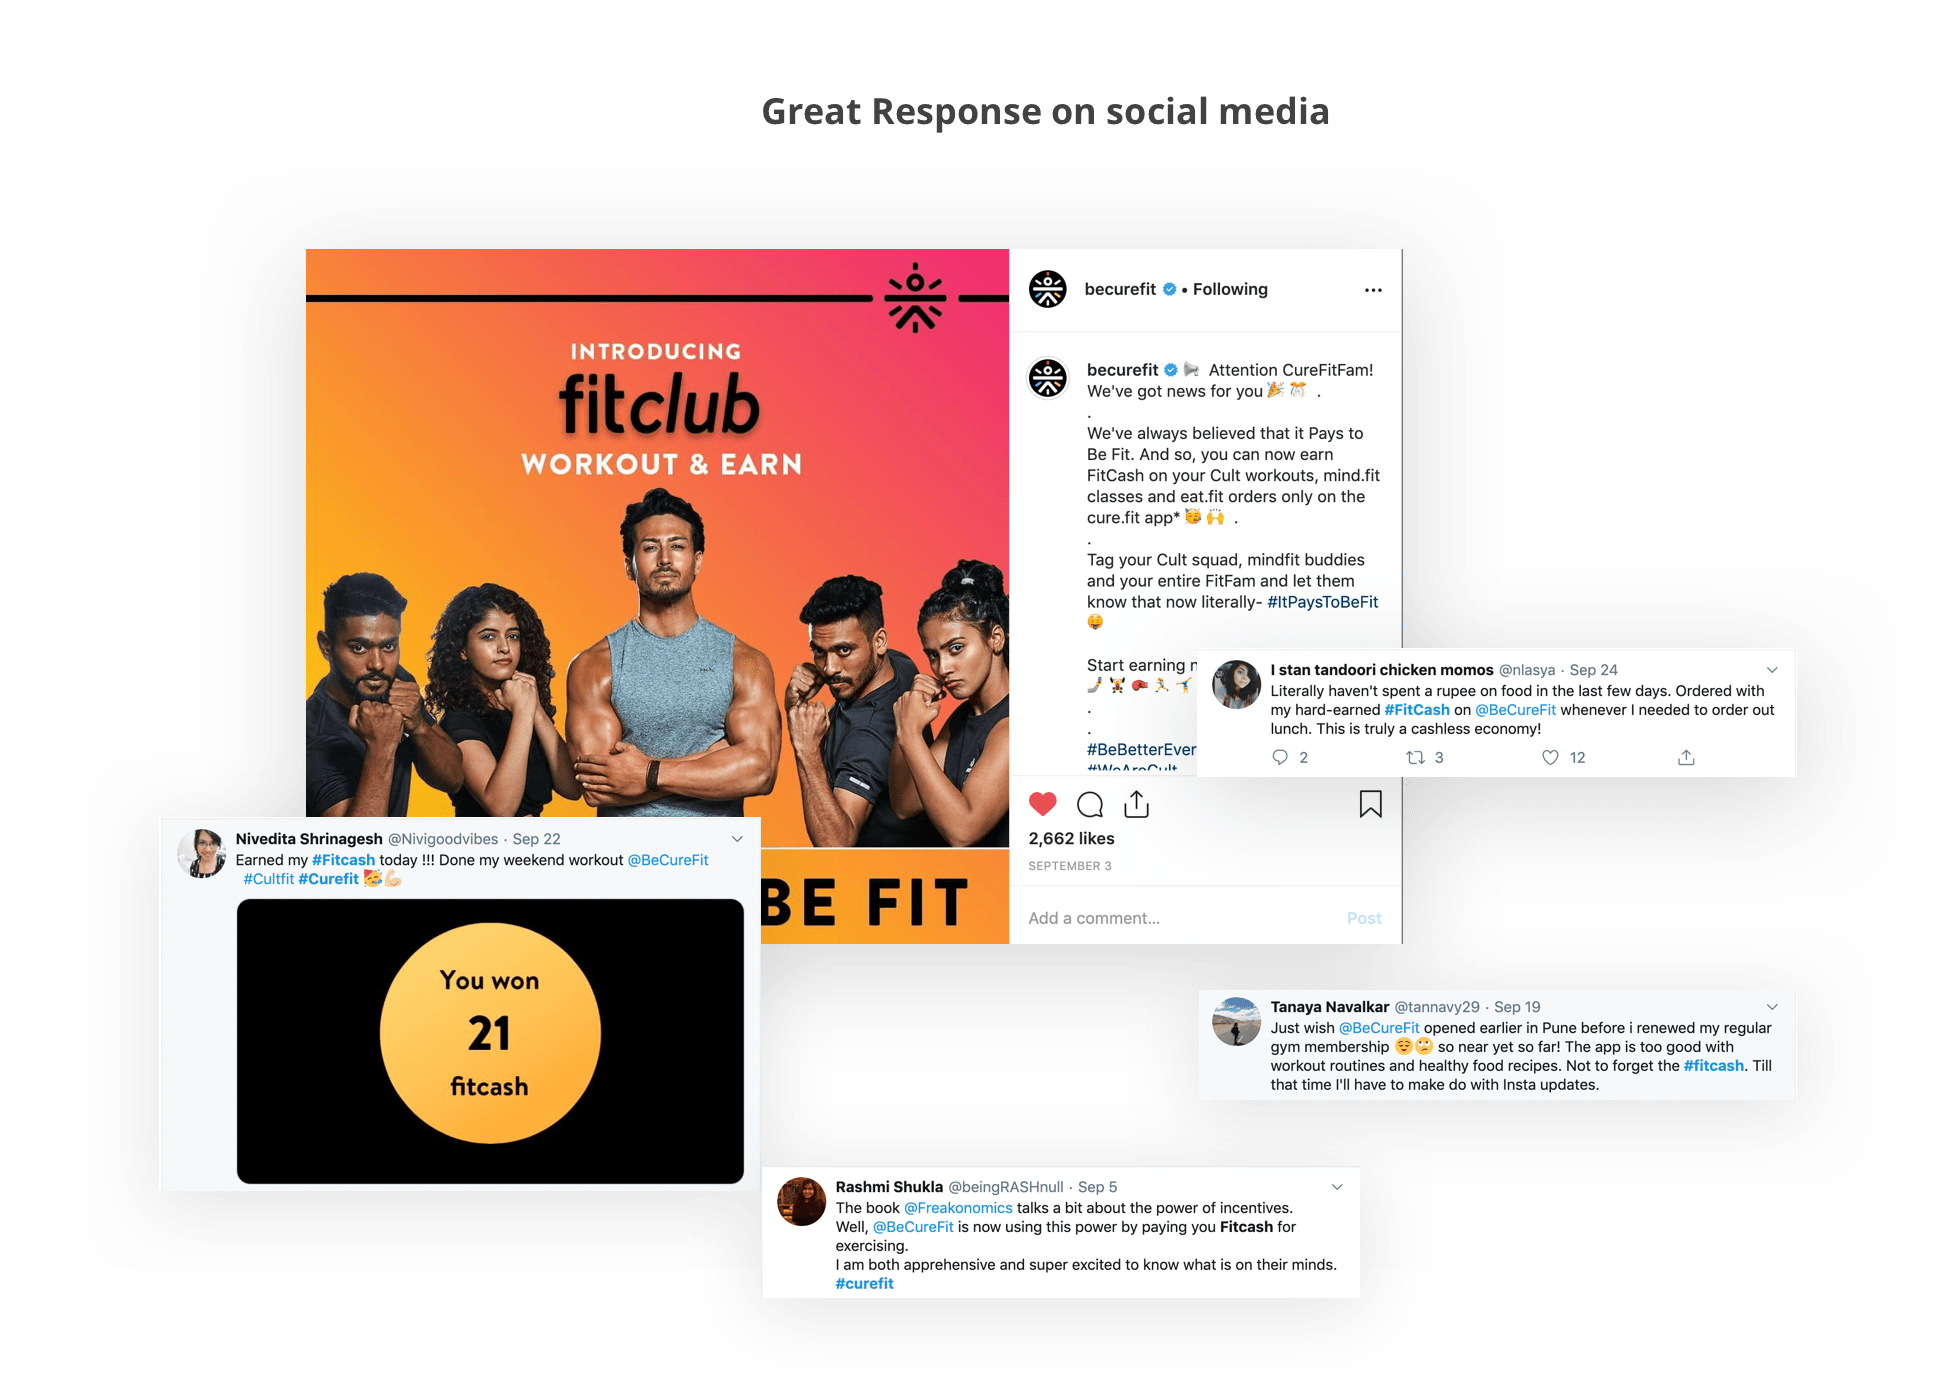 Great Response on social media
INTRODUCING
fitclub
WORKOUT & EARN
BE FIT
becurefit • Following
becurefit Attention CureFitFam!
We've got news for you 🎉 🎊 .
.
We've always believed that it Pays to
Be Fit. And so, you can now earn
FitCash on your Cult workouts, mind.fit
classes and eat.fit orders only on the
cure.fit app* 🥳 🙌 .
.
Tag your Cult squad, mindfit buddies
and your entire FitFam and let them
know that now literally- #ItPaysToBeFit
🤑
Start earning n
.
.
#BeBetterEver
#WeAreCult
2,662 likes
SEPTEMBER 3
Add a comment...
Post
I stan tandoori chicken momos @nlasya · Sep 24
Literally haven't spent a rupee on food in the last few days. Ordered with
my hard-earned #FitCash on @BeCureFit whenever I needed to order out
lunch. This is truly a cashless economy!
2 3 12
Nivedita Shrinagesh @Nivigoodvibes · Sep 22
Earned my #Fitcash today !!! Done my weekend workout @BeCureFit
#Cultfit #Curefit 🥳💪🏻
You won
21
fitcash
Tanaya Navalkar @tannavy29 · Sep 19
Just wish @BeCureFit opened earlier in Pune before i renewed my regular
gym membership 😌🙄 so near yet so far! The app is too good with
workout routines and healthy food recipes. Not to forget the #fitcash. Till
that time I'll have to make do with Insta updates.
Rashmi Shukla @beingRASHnull · Sep 5
The book @Freakonomics talks a bit about the power of incentives.
Well, @BeCureFit is now using this power by paying you Fitcash for
exercising.
I am both apprehensive and super excited to know what is on their minds.
#curefit